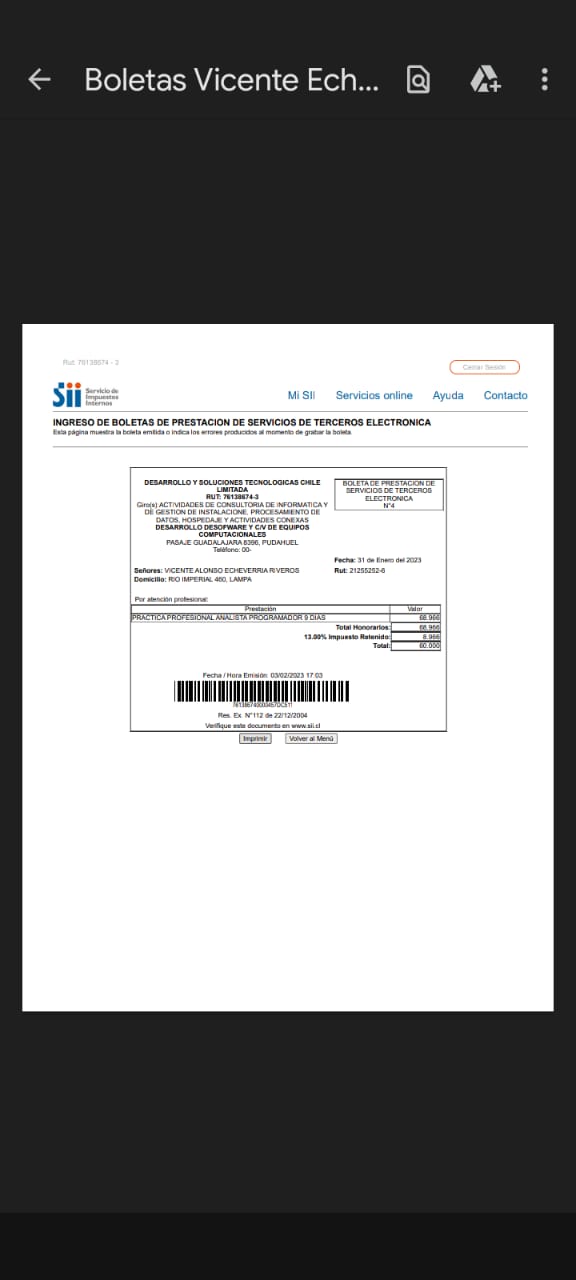 Boletas Vicente Ech...
Rut: 76138674 - 3
Cerrar Sesión
sii Servicio de
Impuestos
Internos
Mi SII Servicios online Ayuda Contacto
INGRESO DE BOLETAS DE PRESTACION DE SERVICIOS DE TERCEROS ELECTRONICA
Esta página muestra la boleta emitida o indica los errores producidos al momento de grabar la boleta.
DESARROLLO Y SOLUCIONES TECNOLOGICAS CHILE
LIMITADA
RUT: 76138674-3
Giro(s) ACTIVIDADES DE CONSULTORIA DE INFORMATICA Y
DE GESTION DE INSTALACIONE, PROCESAMIENTO DE
DATOS, HOSPEDAJE Y ACTIVIDADES CONEXAS
DESARROLLO DESOFWARE Y C/V DE EQUIPOS
COMPUTACIONALES
PASAJE GUADALAJARA 8396, PUDAHUEL
Teléfono: 00-
BOLETA DE PRESTACION DE
SERVICIOS DE TERCEROS
ELECTRONICA
N°4
Fecha: 31 de Enero del 2023
Señores: VICENTE ALONSO ECHEVERRIA RIVEROS
Rut: 21255252-6
Domicilio: RIO IMPERIAL 460, LAMPA
Por atención profesional:
Prestación Valor
PRACTICA PROFESIONAL ANALISTA PROGRAMADOR 9 DIAS 68.966
Total Honorarios: 68.966
13.00% Impuesto Retenido: 8.966
Total: 60.000
Fecha / Hora Emisión: 03/02/2023 17:03
Res. Ex. N°112 de 22/12/2004
Verifique este documento en www.sii.cl
Imprimir Volver al Menú